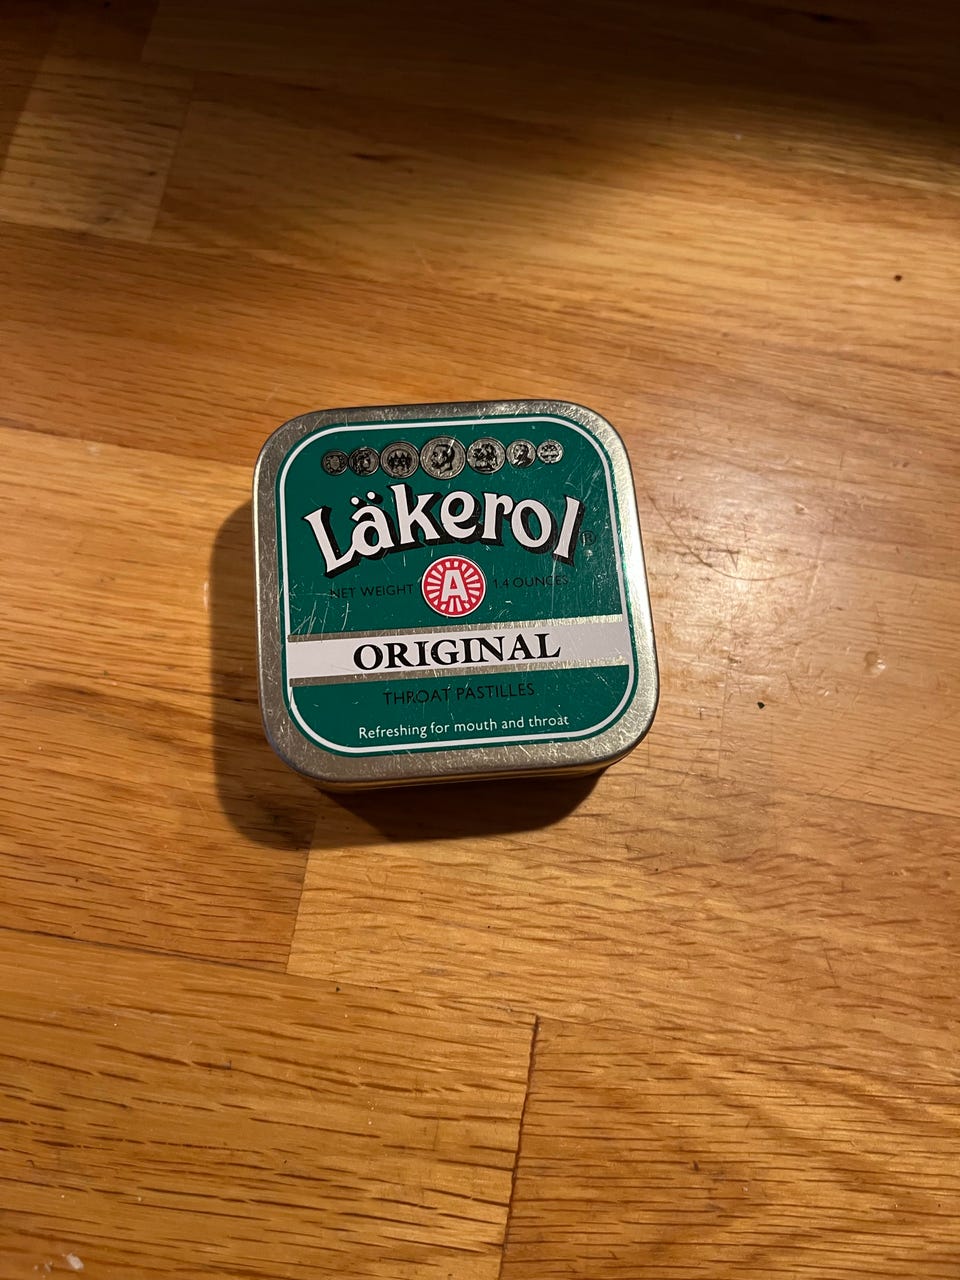 Läkerol®
NET WEIGHT A 1.4 OUNCES
ORIGINAL
THROAT PASTILLES
Refreshing for mouth and throat